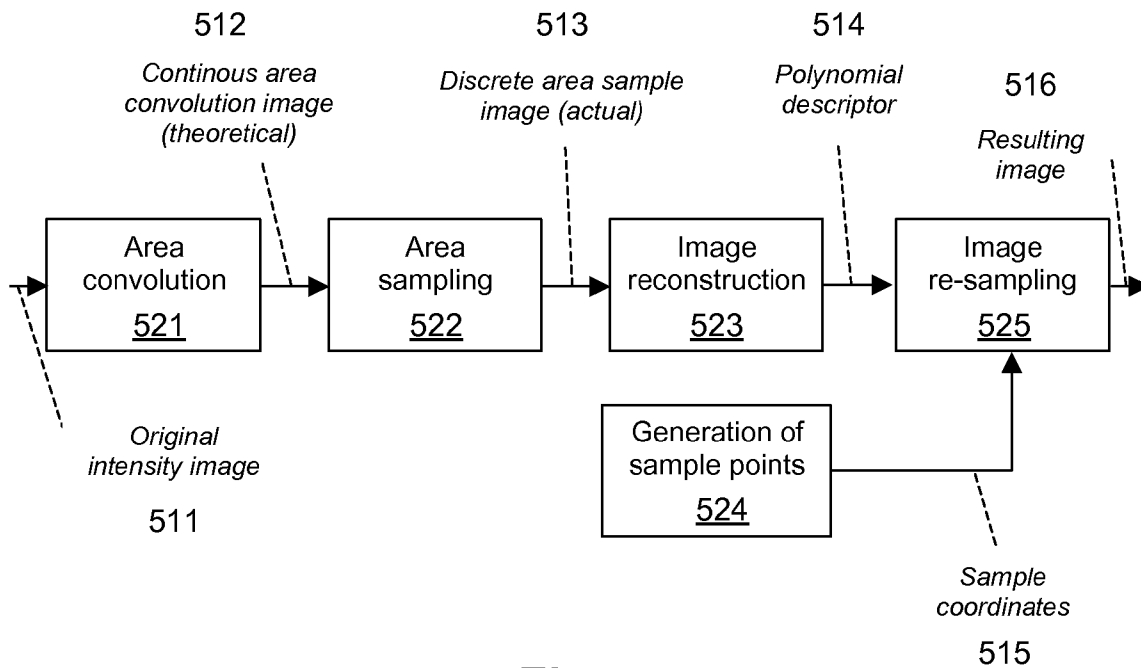 512
Continous area
convolution image
(theoretical)
513
Discrete area sample
image (actual)
514
Polynomial
descriptor
516
Resulting
image
Area
convolution
521
Area
sampling
522
Image
reconstruction
523
Image
re-sampling
525
Original
intensity image
511
Generation of
sample points
524
Sample
coordinates
515